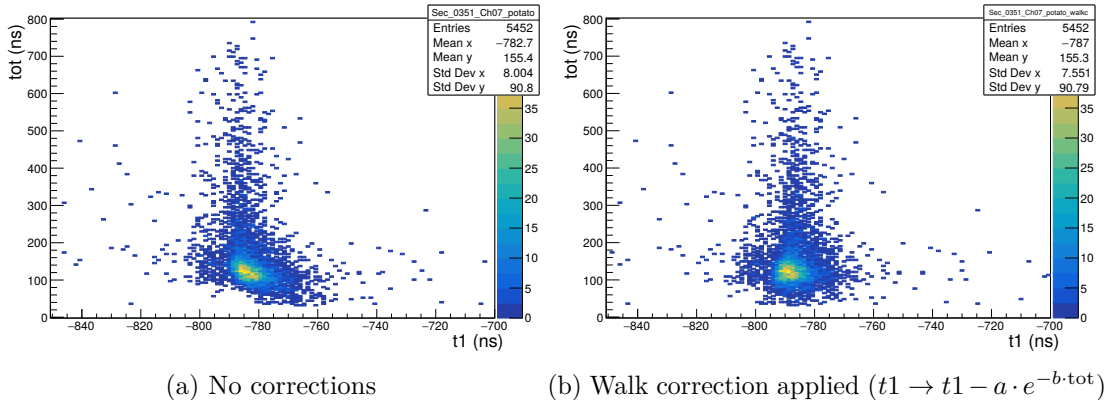 Sec_0351_Ch07_potato
Entries 5452
Mean x −782.7
Mean y 155.4
Std Dev x 8.004
Std Dev y 90.8
tot (ns)
800
700
600
500
400
300
200
100
0
−840 −820 −800 −780 −760 −740 −720 −700
t1 (ns)
35
30
25
20
15
10
5
0
(a) No corrections
Sec_0351_Ch07_potato_walkc
Entries 5452
Mean x −787
Mean y 155.3
Std Dev x 7.551
Std Dev y 90.79
tot (ns)
800
700
600
500
400
300
200
100
0
−840 −820 −800 −780 −760 −740 −720 −700
t1 (ns)
35
30
25
20
15
10
5
0
(b) Walk correction applied (t1 → t1 − a · e^{−b·tot})